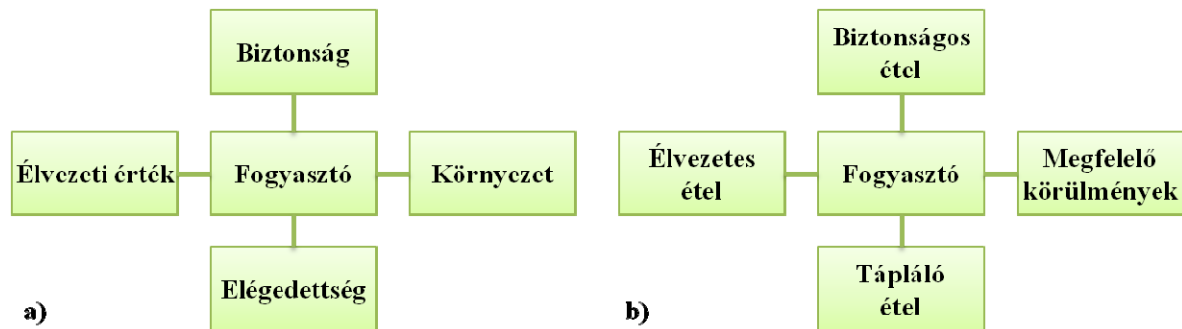 Biztonság
Élvezeti érték
Fogyasztó
Környezet
Elégedettség
a)
Biztonságos
étel
Élvezetes
étel
Fogyasztó
Megfelelő
körülmények
Tápláló
étel
b)